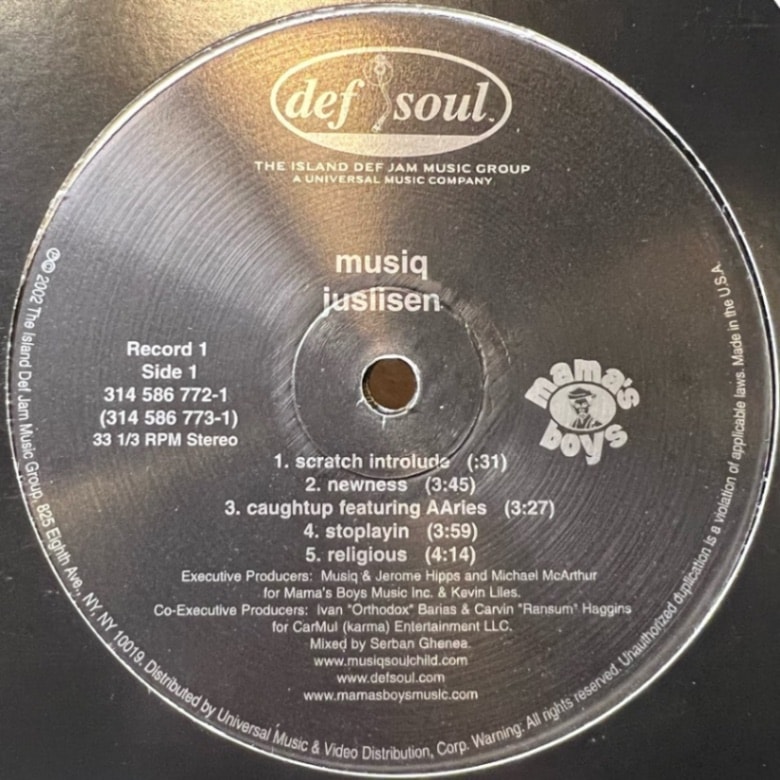 def soul™
THE ISLAND DEF JAM MUSIC GROUP
A UNIVERSAL MUSIC COMPANY
musiq
juslisen
Record 1
Side 1
314 586 772-1
(314 586 773-1)
33 1/3 RPM Stereo
mama's
boys
1. scratch introlude (:31)
2. newness (3:45)
3. caughtup featuring AAries (3:27)
4. stoplayin (3:59)
5. religious (4:14)
Executive Producers: Musiq & Jerome Hipps and Michael McArthur
for Mama's Boys Music Inc. & Kevin Liles.
Co-Executive Producers: Ivan "Orthodox" Barias & Carvin "Ransum" Haggins
for CarMul (karma) Entertainment LLC.
Mixed by Serban Ghenea.
www.musiqsoulchild.com
www.defsoul.com
www.mamasboysmusic.com
℗© 2002 The Island Def Jam Music Group, 825 Eighth Ave., NY, NY 10019. Distributed by Universal Music & Video Distribution, Corp. Warning: All rights reserved. Unauthorized duplication is a violation of applicable laws. Made in the U.S.A.